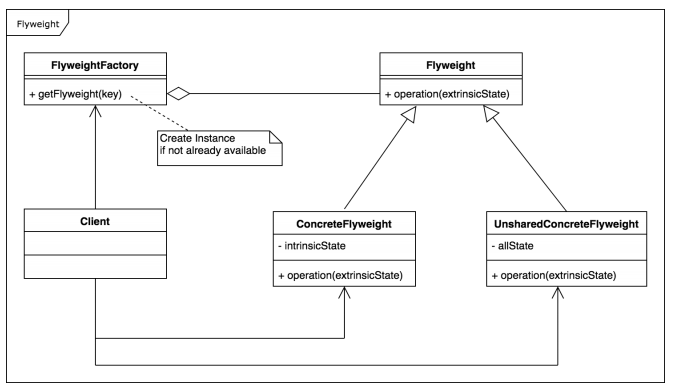 Flyweight
FlyweightFactory
+ getFlyweight(key)
Flyweight
+ operation(extrinsicState)
Create Instance
if not already available
Client
ConcreteFlyweight
- intrinsicState
+ operation(extrinsicState)
UnsharedConcreteFlyweight
- allState
+ operation(extrinsicState)